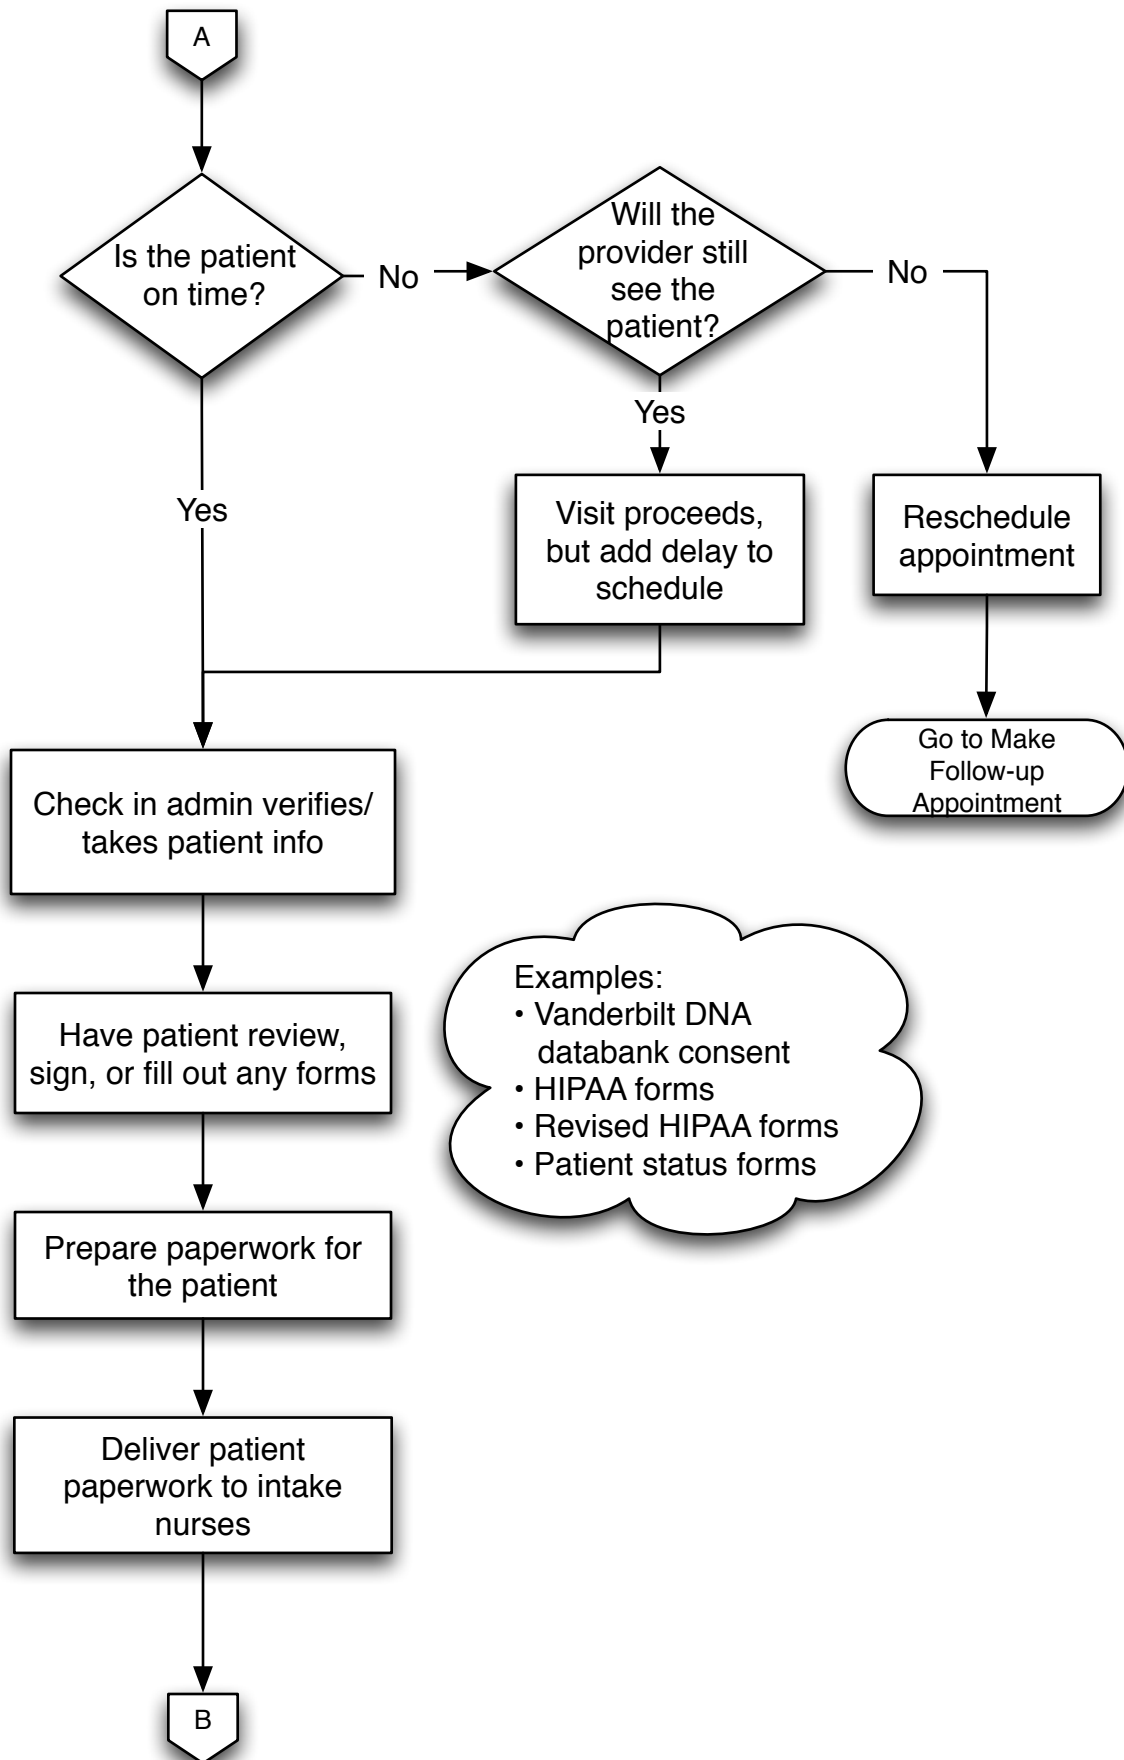 A
Is the patient
on time?
No
Will the
provider still
see the
patient?
No
Yes
Yes
Visit proceeds,
but add delay to
schedule
Reschedule
appointment
Go to Make
Follow-up
Appointment
Check in admin verifies/
takes patient info
Examples:
• Vanderbilt DNA
databank consent
• HIPAA forms
• Revised HIPAA forms
• Patient status forms
Have patient review,
sign, or fill out any forms
Prepare paperwork for
the patient
Deliver patient
paperwork to intake
nurses
B